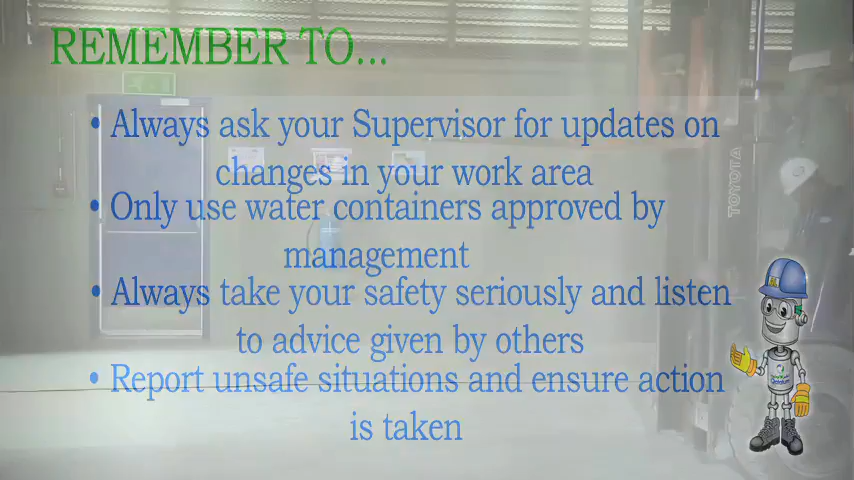 REMEMBER TO...
• Always ask your Supervisor for updates on
changes in your work area
• Only use water containers approved by
management
• Always take your safety seriously and listen
to advice given by others
• Report unsafe situations and ensure action
is taken
TOYOTA